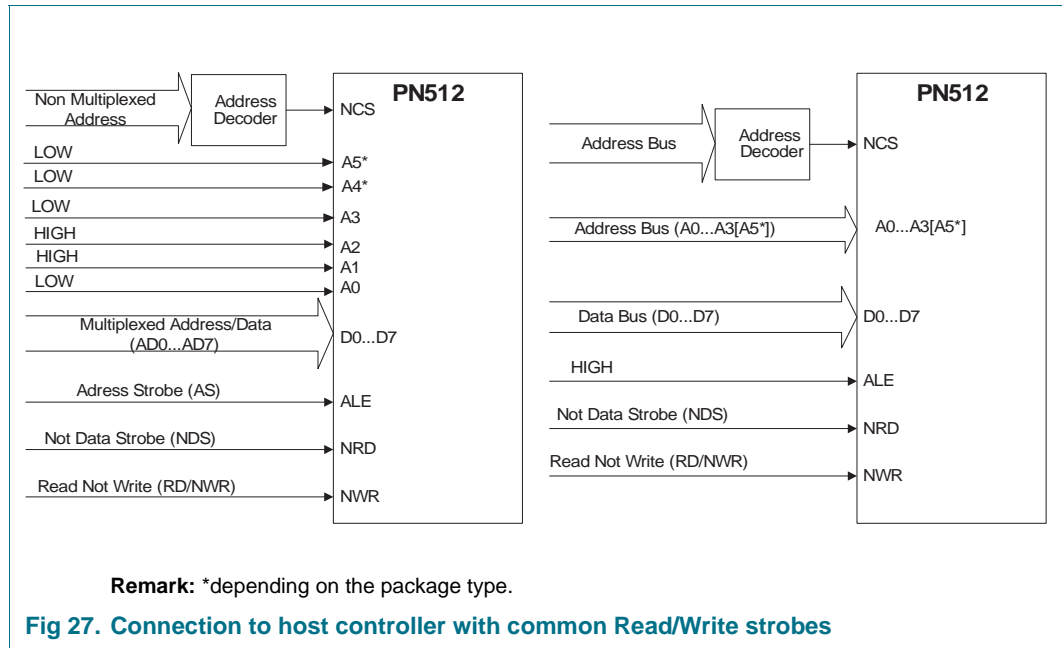 PN512
Non Multiplexed
Address
Address
Decoder
NCS
LOW
A5*
LOW
A4*
LOW
A3
HIGH
A2
HIGH
A1
LOW
A0
Multiplexed Address/Data
(AD0...AD7)
D0...D7
Adress Strobe (AS)
ALE
Not Data Strobe (NDS)
NRD
Read Not Write (RD/NWR)
NWR
PN512
Address Bus
Address
Decoder
NCS
Address Bus (A0...A3[A5*])
A0...A3[A5*]
Data Bus (D0...D7)
D0...D7
HIGH
ALE
Not Data Strobe (NDS)
NRD
Read Not Write (RD/NWR)
NWR
Remark: *depending on the package type.
Fig 27. Connection to host controller with common Read/Write strobes